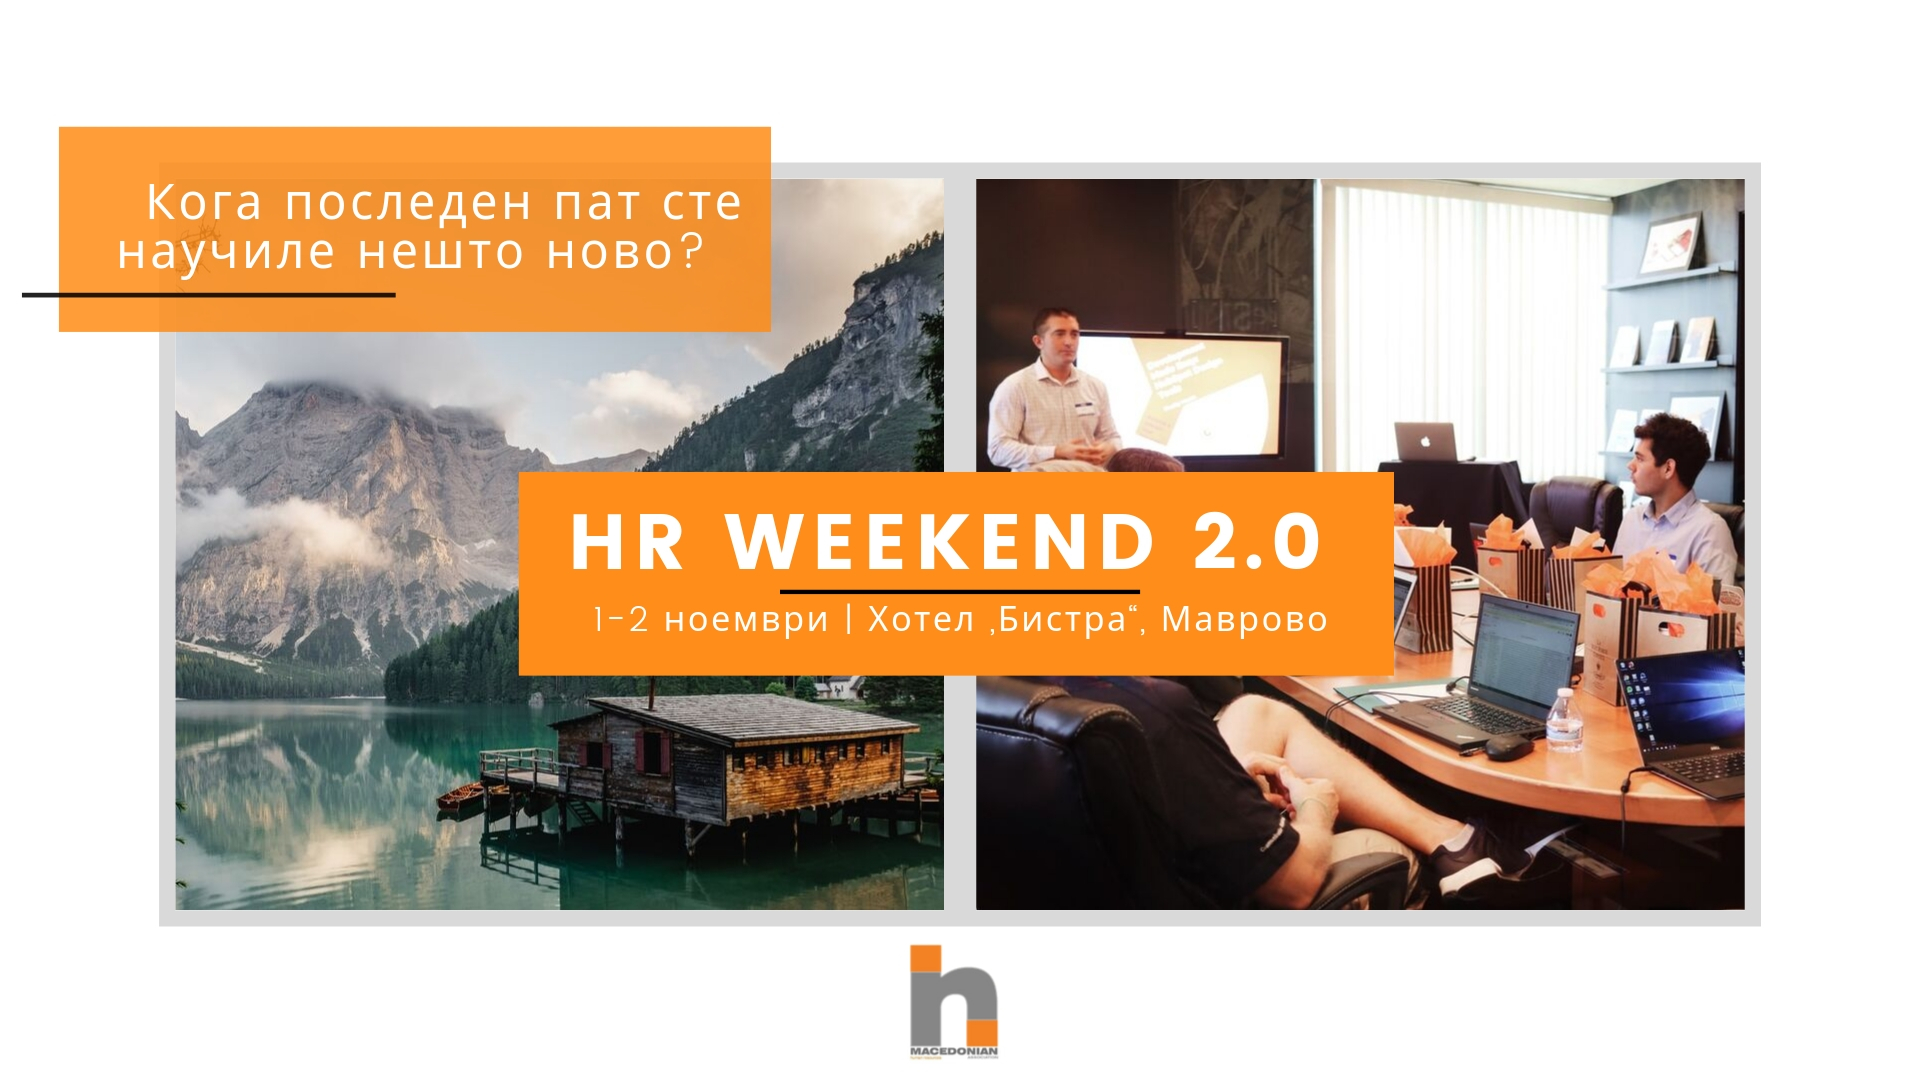 Кога последен пат сте
научиле нешто ново?
HR WEEKEND 2.0
1-2 ноември | Хотел ‚Бистра“, Маврово
MACEDONIAN